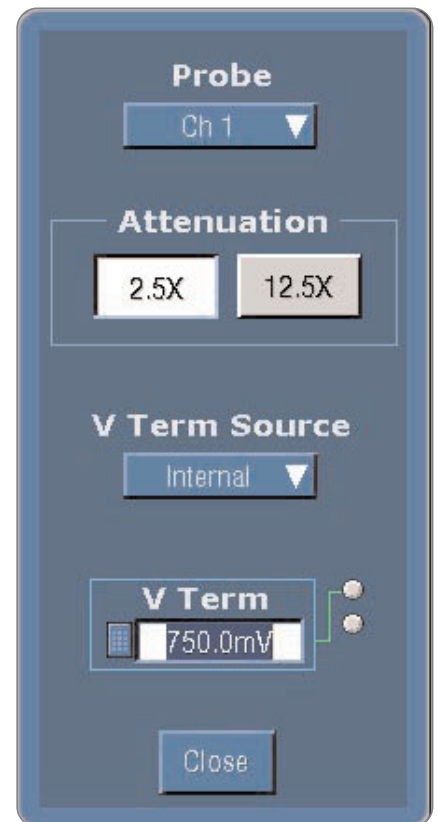 Probe
Ch 1
Attenuation
2.5X 12.5X
V Term Source
Internal
V Term
750.0mV
Close